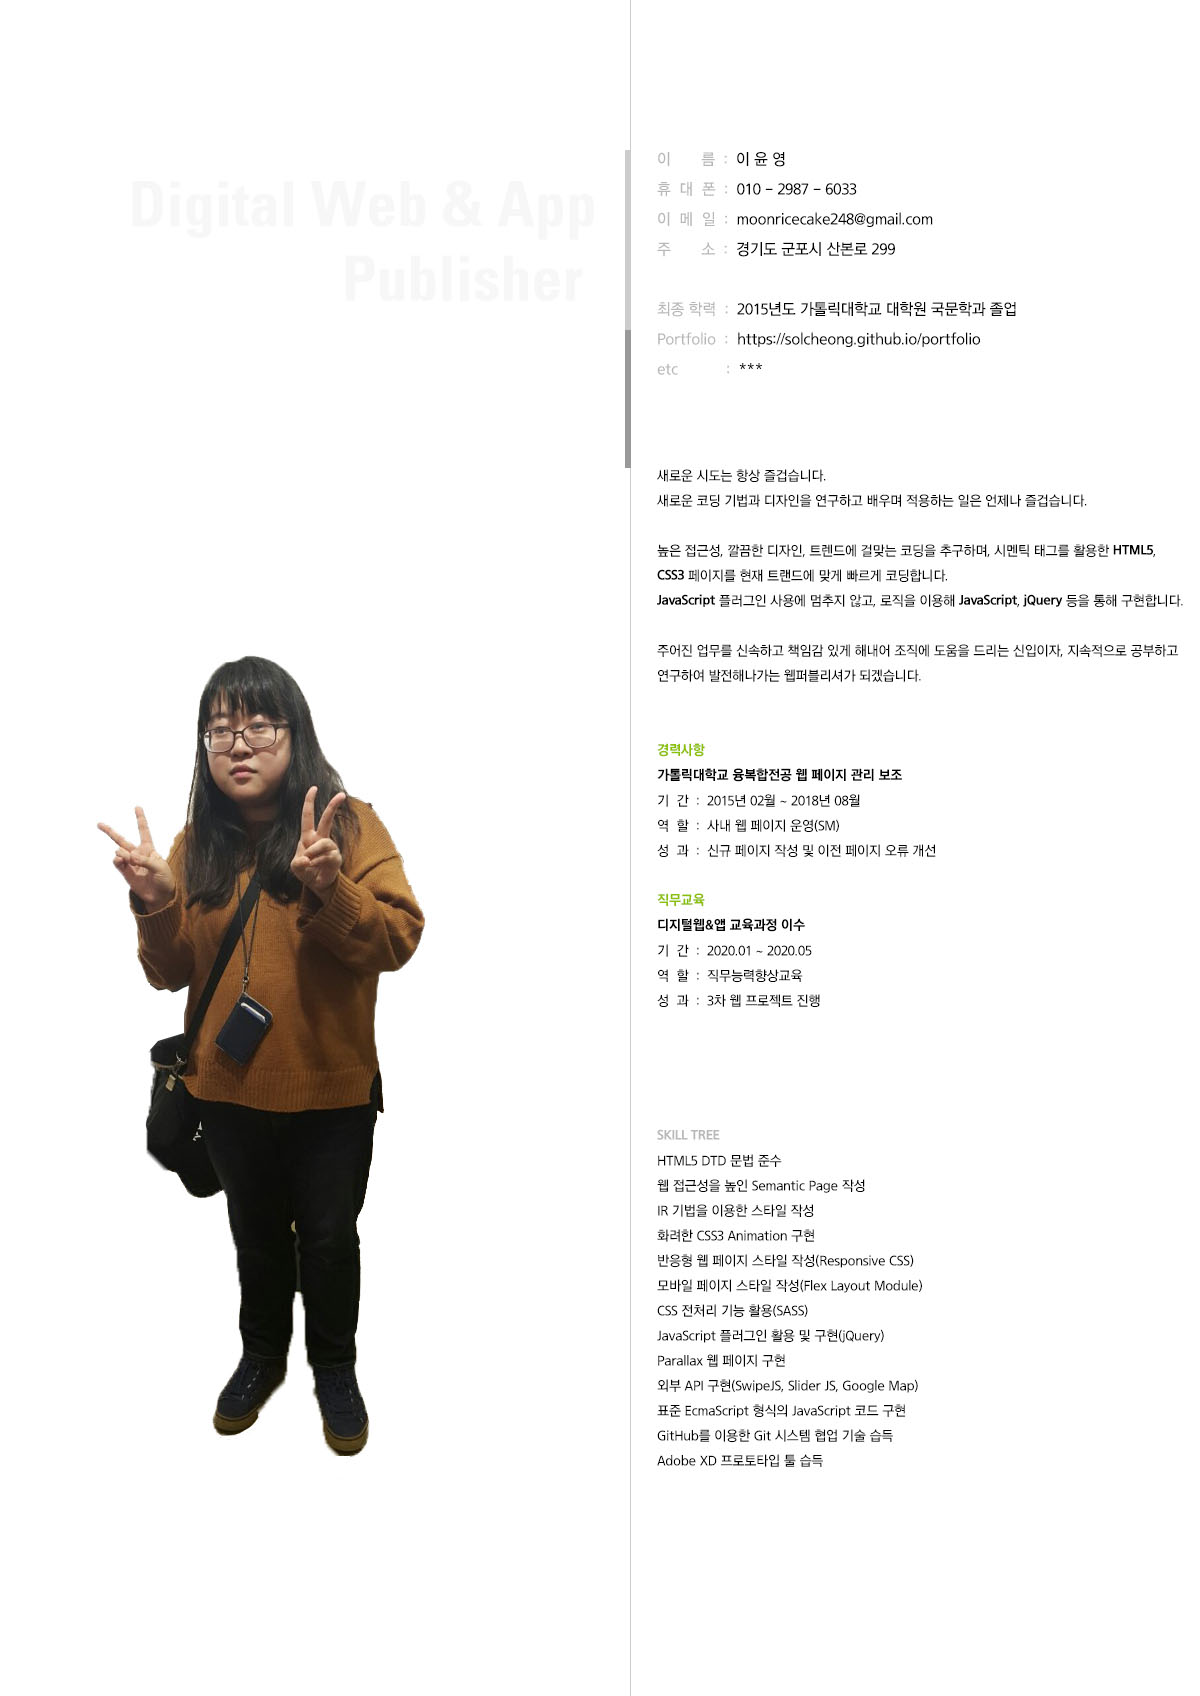 Digital Web & App
Publisher
이 름 : 이 윤 영
휴 대 폰 : 010 - 2987 - 6033
이 메 일 : moonricecake248@gmail.com
주 소 : 경기도 군포시 산본로 299
최종 학력 : 2015년도 가톨릭대학교 대학원 국문학과 졸업
Portfolio : https://solcheong.github.io/portfolio
etc : ***
새로운 시도는 항상 즐겁습니다.
새로운 코딩 기법과 디자인을 연구하고 배우며 적용하는 일은 언제나 즐겁습니다.
높은 접근성, 깔끔한 디자인, 트렌드에 걸맞는 코딩을 추구하며, 시멘틱 태그를 활용한 HTML5,
CSS3 페이지를 현재 트랜드에 맞게 빠르게 코딩합니다.
JavaScript 플러그인 사용에 멈추지 않고, 로직을 이용해 JavaScript, jQuery 등을 통해 구현합니다.
주어진 업무를 신속하고 책임감 있게 해내어 조직에 도움을 드리는 신입이자, 지속적으로 공부하고
연구하여 발전해나가는 웹퍼블리셔가 되겠습니다.
경력사항
가톨릭대학교 융복합전공 웹 페이지 관리 보조
기 간 : 2015년 02월 ~ 2018년 08월
역 할 : 사내 웹 페이지 운영(SM)
성 과 : 신규 페이지 작성 및 이전 페이지 오류 개선
직무교육
디지털웹&앱 교육과정 이수
기 간 : 2020.01 ~ 2020.05
역 할 : 직무능력향상교육
성 과 : 3차 웹 프로젝트 진행
SKILL TREE
HTML5 DTD 문법 준수
웹 접근성을 높인 Semantic Page 작성
IR 기법을 이용한 스타일 작성
화려한 CSS3 Animation 구현
반응형 웹 페이지 스타일 작성(Responsive CSS)
모바일 페이지 스타일 작성(Flex Layout Module)
CSS 전처리 기능 활용(SASS)
JavaScript 플러그인 활용 및 구현(jQuery)
Parallax 웹 페이지 구현
외부 API 구현(SwipeJS, Slider JS, Google Map)
표준 EcmaScript 형식의 JavaScript 코드 구현
GitHub를 이용한 Git 시스템 협업 기술 습득
Adobe XD 프로토타입 툴 습득